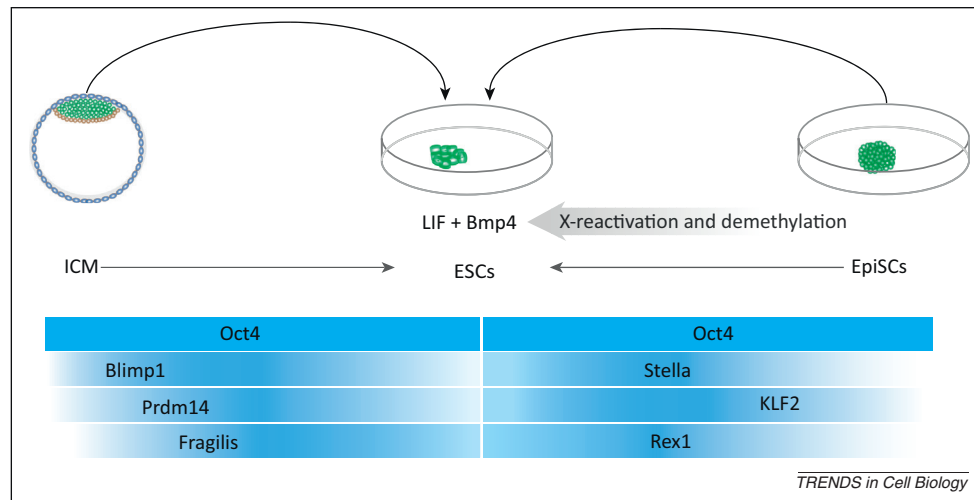 LIF + Bmp4
X-reactivation and demethylation
ICM
ESCs
EpiSCs
Oct4
Oct4
Blimp1
Stella
Prdm14
KLF2
Fragilis
Rex1
TRENDS in Cell Biology